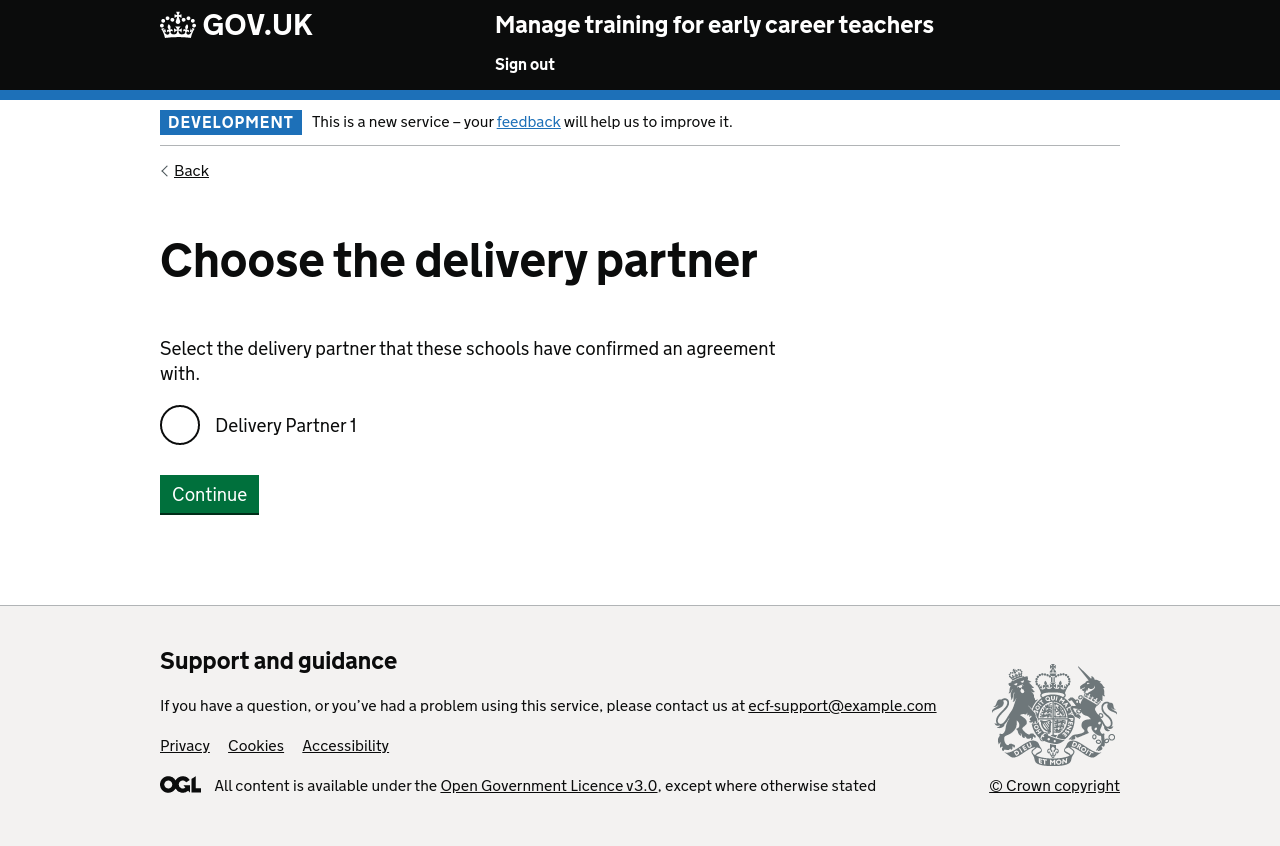 GOV.UK
Manage training for early career teachers
Sign out
DEVELOPMENT
This is a new service – your feedback will help us to improve it.
Back
Choose the delivery partner
Select the delivery partner that these schools have confirmed an agreement
with.
Delivery Partner 1
Continue
Support and guidance
If you have a question, or you’ve had a problem using this service, please contact us at ecf-support@example.com
Privacy
Cookies
Accessibility
OGL
All content is available under the Open Government Licence v3.0, except where otherwise stated
DIEU ET MON DROIT
© Crown copyright